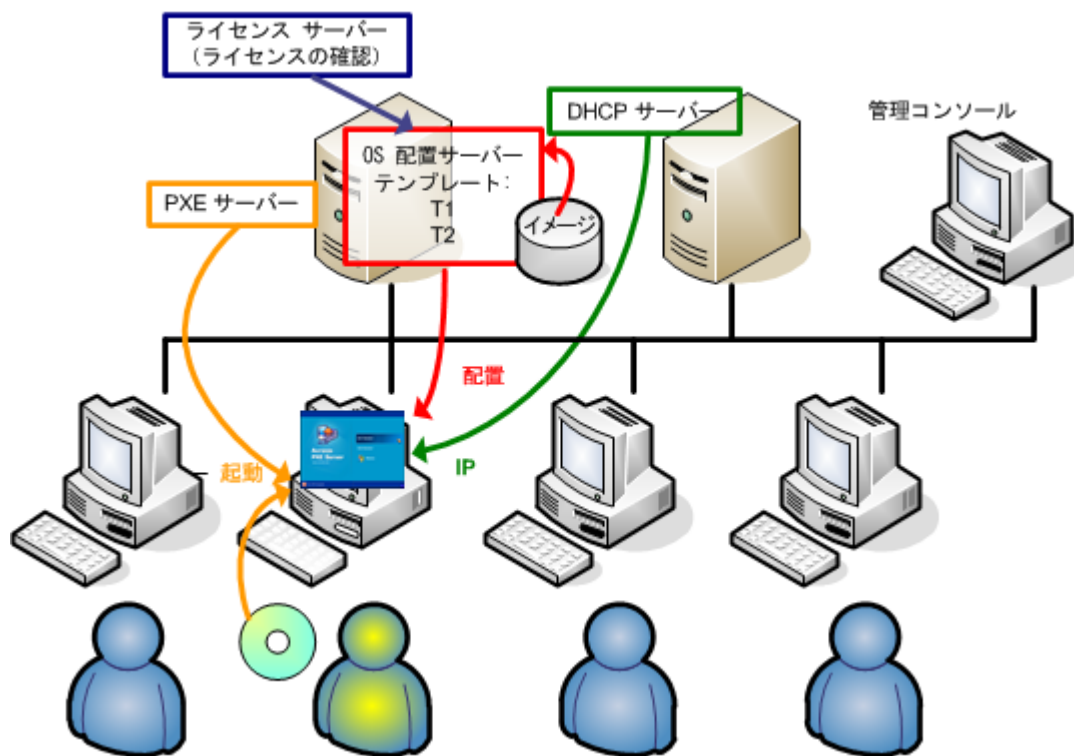 ライセンス サーバー
(ライセンスの確認)
DHCP サーバー
管理コンソール
OS 配置サーバー
テンプレート:
T1
T2
PXE サーバー
イメージ
配置
起動
IP
Acronis
PXE Server